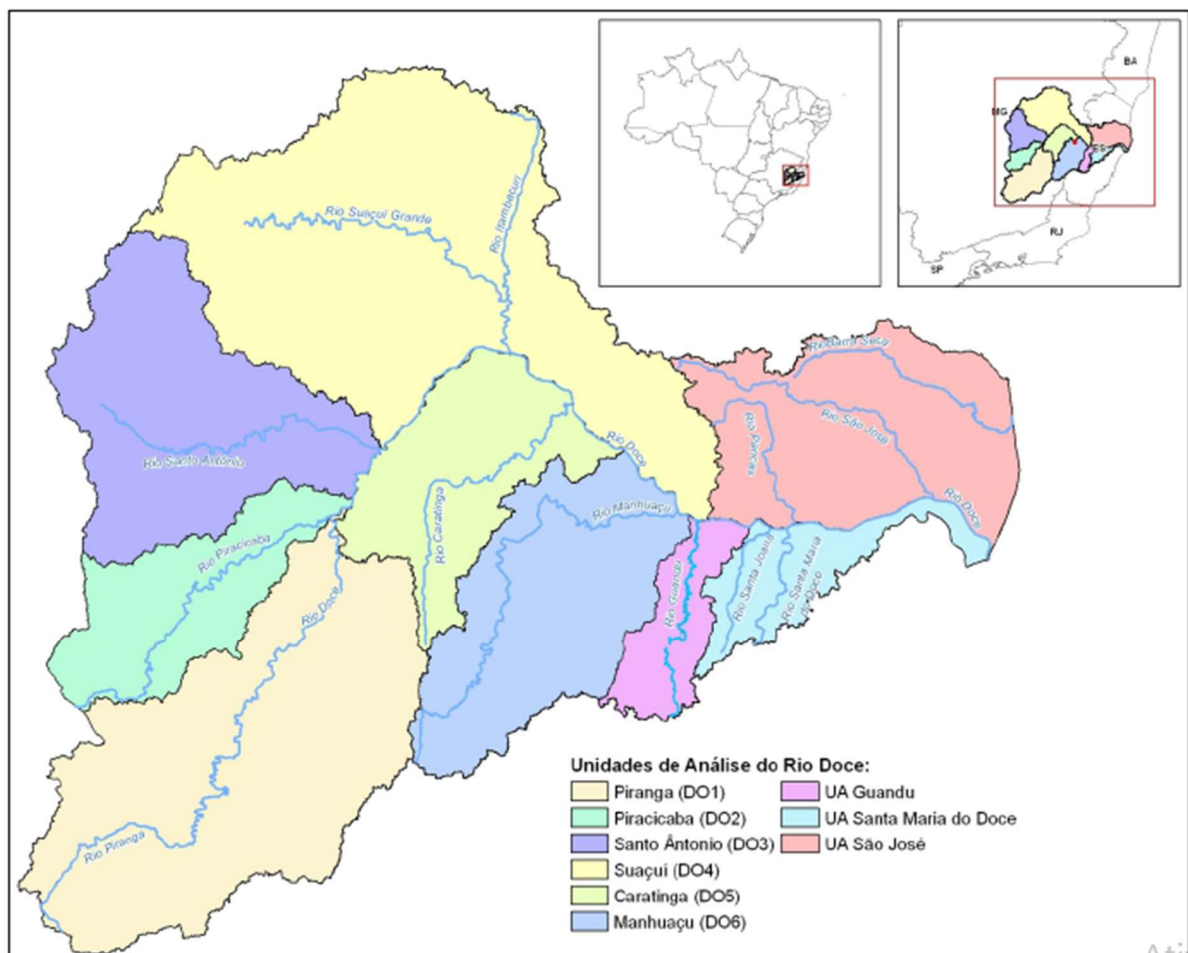 BA
MG
ES
RJ
SP
Rio Suaçuí Grande
Rio Itambacuri
Rio Barra Seca
Rio São José
Rio Pancas
Rio Santo Antônio
Rio Doce
Rio Doce
Rio Manhuaçu
Rio Caratinga
Rio Piracicaba
Rio Guandu
Rio Santa Joana
Rio Santa Maria
do Doce
Rio Doce
Rio Piranga
Unidades de Análise do Rio Doce:
Piranga (DO1)
Piracicaba (DO2)
Santo Ântonio (DO3)
Suaçuí (DO4)
Caratinga (DO5)
Manhuaçu (DO6)
UA Guandu
UA Santa Maria do Doce
UA São José